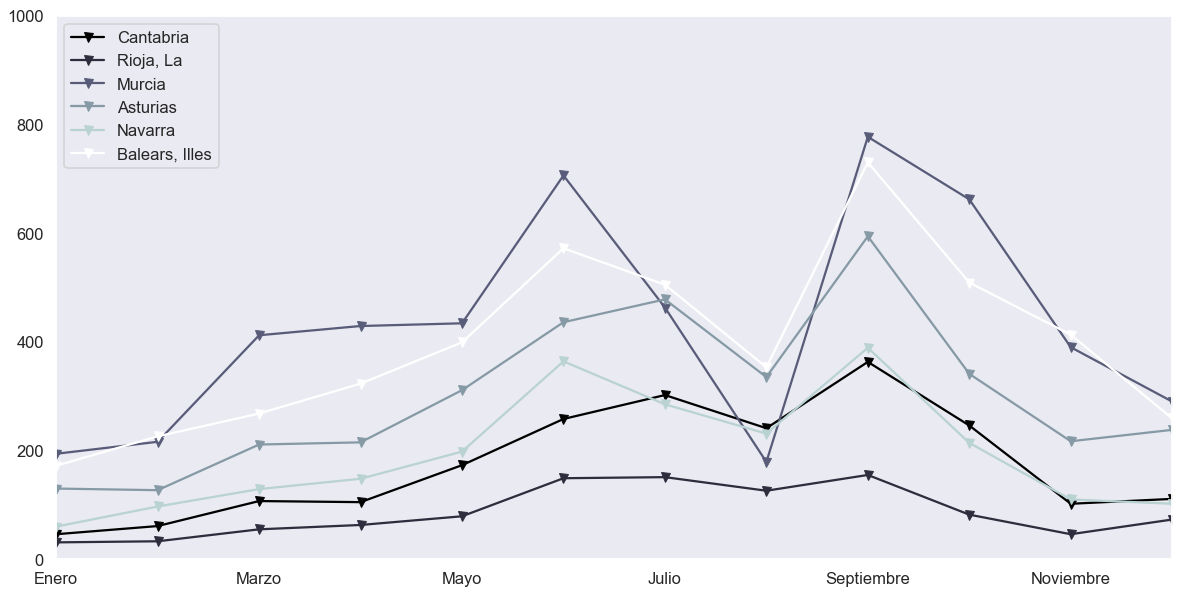 1000
800
600
400
200
0
Cantabria
Rioja, La
Murcia
Asturias
Navarra
Balears, Illes
Enero Marzo Mayo Julio Septiembre Noviembre